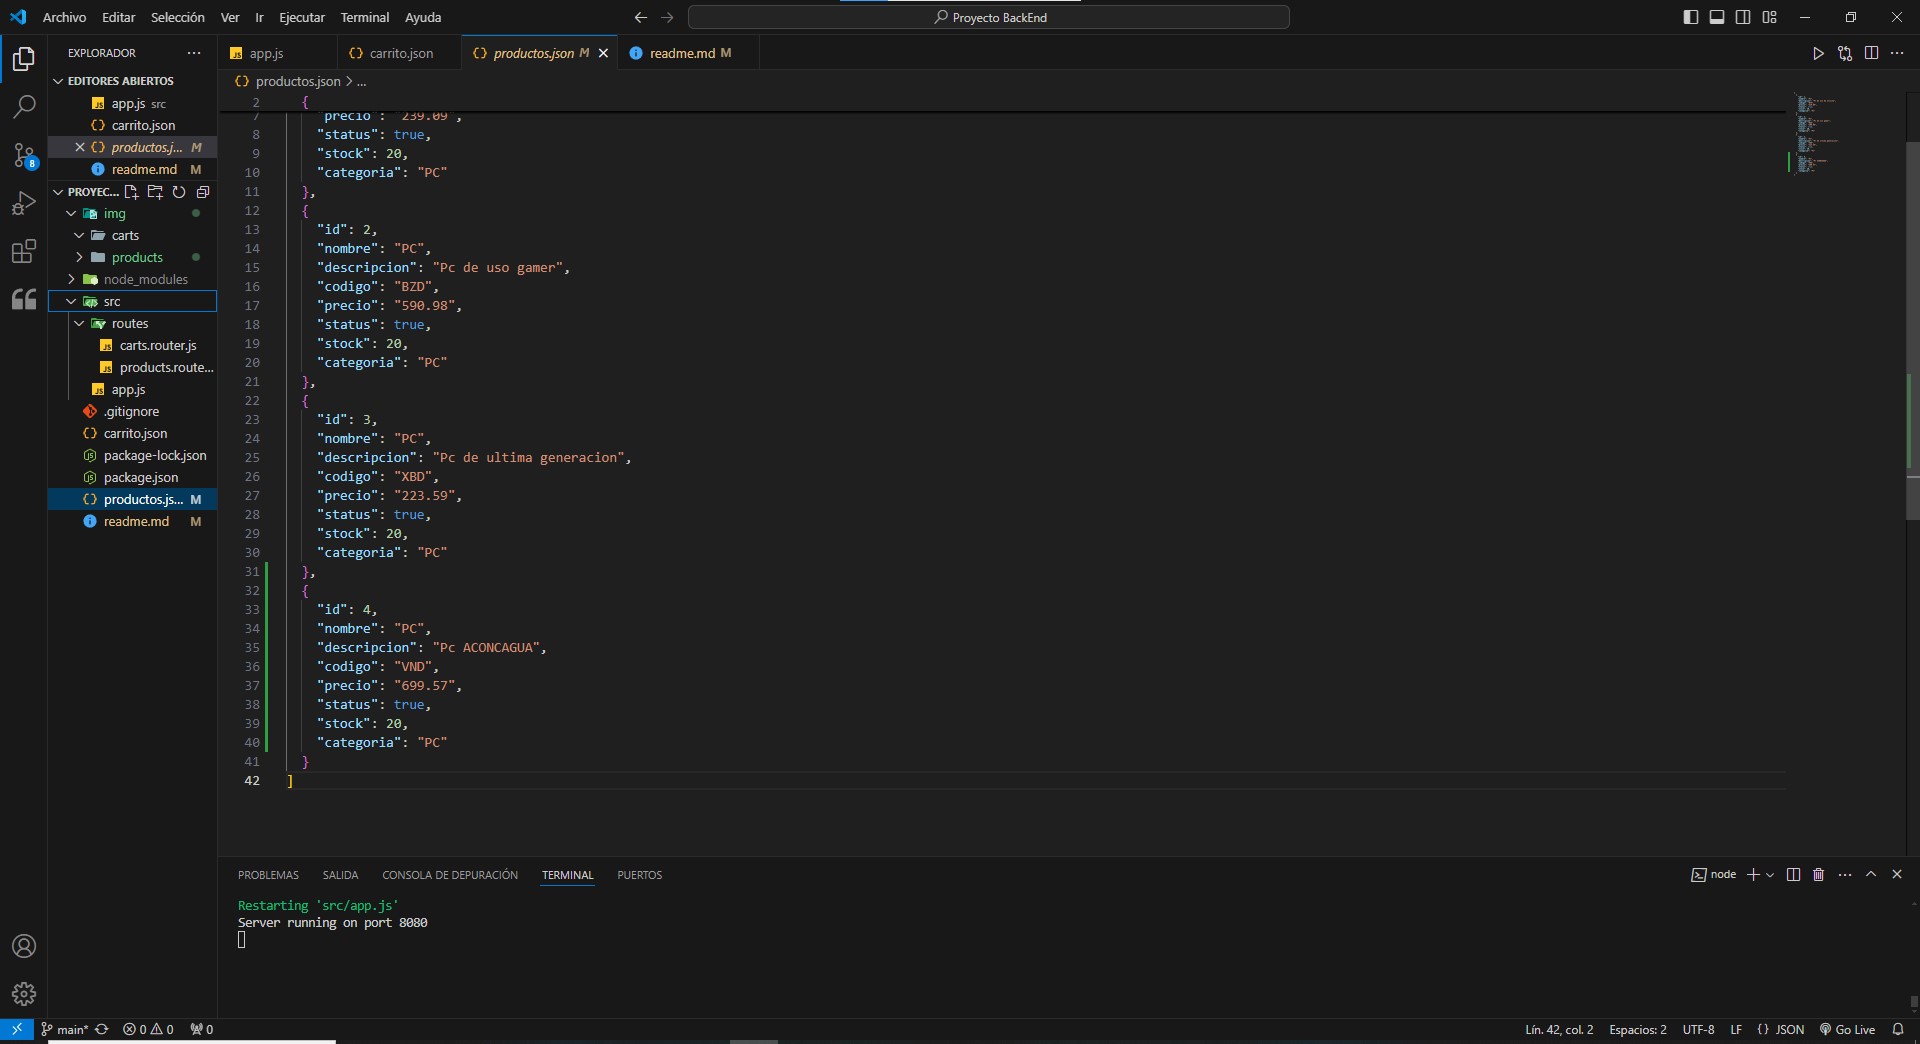 Archivo Editar Selección Ver Ir Ejecutar Terminal Ayuda
Proyecto BackEnd
EXPLORADOR
EDITORES ABIERTOS
app.js src
carrito.json
productos.j... M
readme.md M
PROYEC...
img
carts
products
node_modules
src
routes
carts.router.js
products.route...
app.js
.gitignore
carrito.json
package-lock.json
package.json
productos.js... M
readme.md M
app.js
carrito.json
productos.json M
readme.md M
productos.json > ...
2 {
7 "precio": "239.09",
8 "status": true,
9 "stock": 20,
10 "categoria": "PC"
11 },
12 {
13 "id": 2,
14 "nombre": "PC",
15 "descripcion": "Pc de uso gamer",
16 "codigo": "BZD",
17 "precio": "590.98",
18 "status": true,
19 "stock": 20,
20 "categoria": "PC"
21 },
22 {
23 "id": 3,
24 "nombre": "PC",
25 "descripcion": "Pc de ultima generacion",
26 "codigo": "XBD",
27 "precio": "223.59",
28 "status": true,
29 "stock": 20,
30 "categoria": "PC"
31 },
32 {
33 "id": 4,
34 "nombre": "PC",
35 "descripcion": "Pc ACONCAGUA",
36 "codigo": "VND",
37 "precio": "699.57",
38 "status": true,
39 "stock": 20,
40 "categoria": "PC"
41 }
42 ]
PROBLEMAS SALIDA CONSOLA DE DEPURACIÓN TERMINAL PUERTOS
node
Restarting 'src/app.js'
Server running on port 8080
8
main* 0 0 0
Lín. 42, col. 2 Espacios: 2 UTF-8 LF {} JSON Go Live